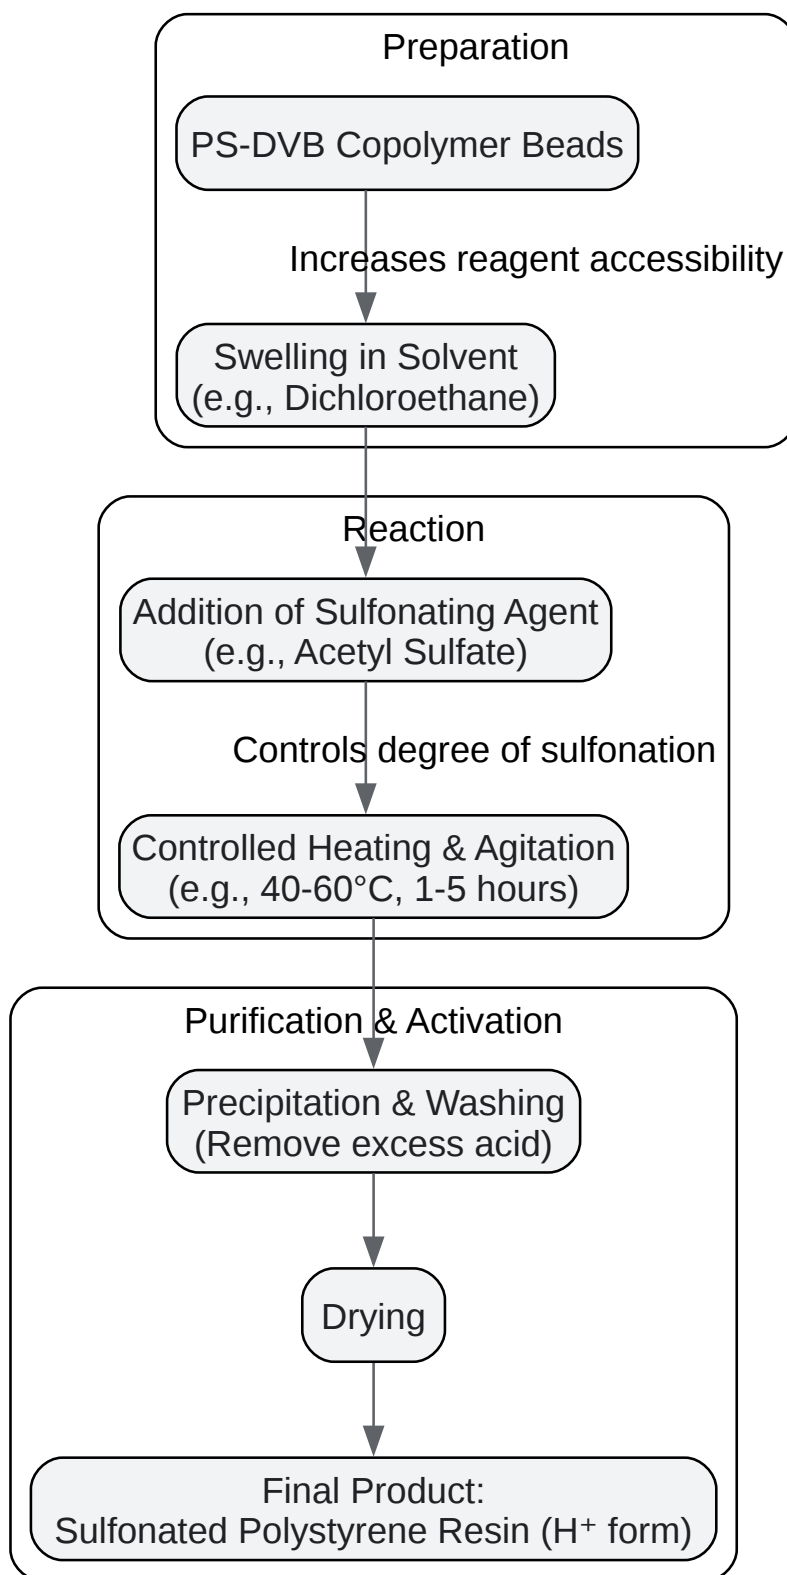 Preparation
PS-DVB Copolymer Beads
Increases reagent accessibility
Swelling in Solvent
(e.g., Dichloroethane)
Reaction
Addition of Sulfonating Agent
(e.g., Acetyl Sulfate)
Controls degree of sulfonation
Controlled Heating & Agitation
(e.g., 40-60°C, 1-5 hours)
Purification & Activation
Precipitation & Washing
(Remove excess acid)
Drying
Final Product:
Sulfonated Polystyrene Resin (H⁺ form)